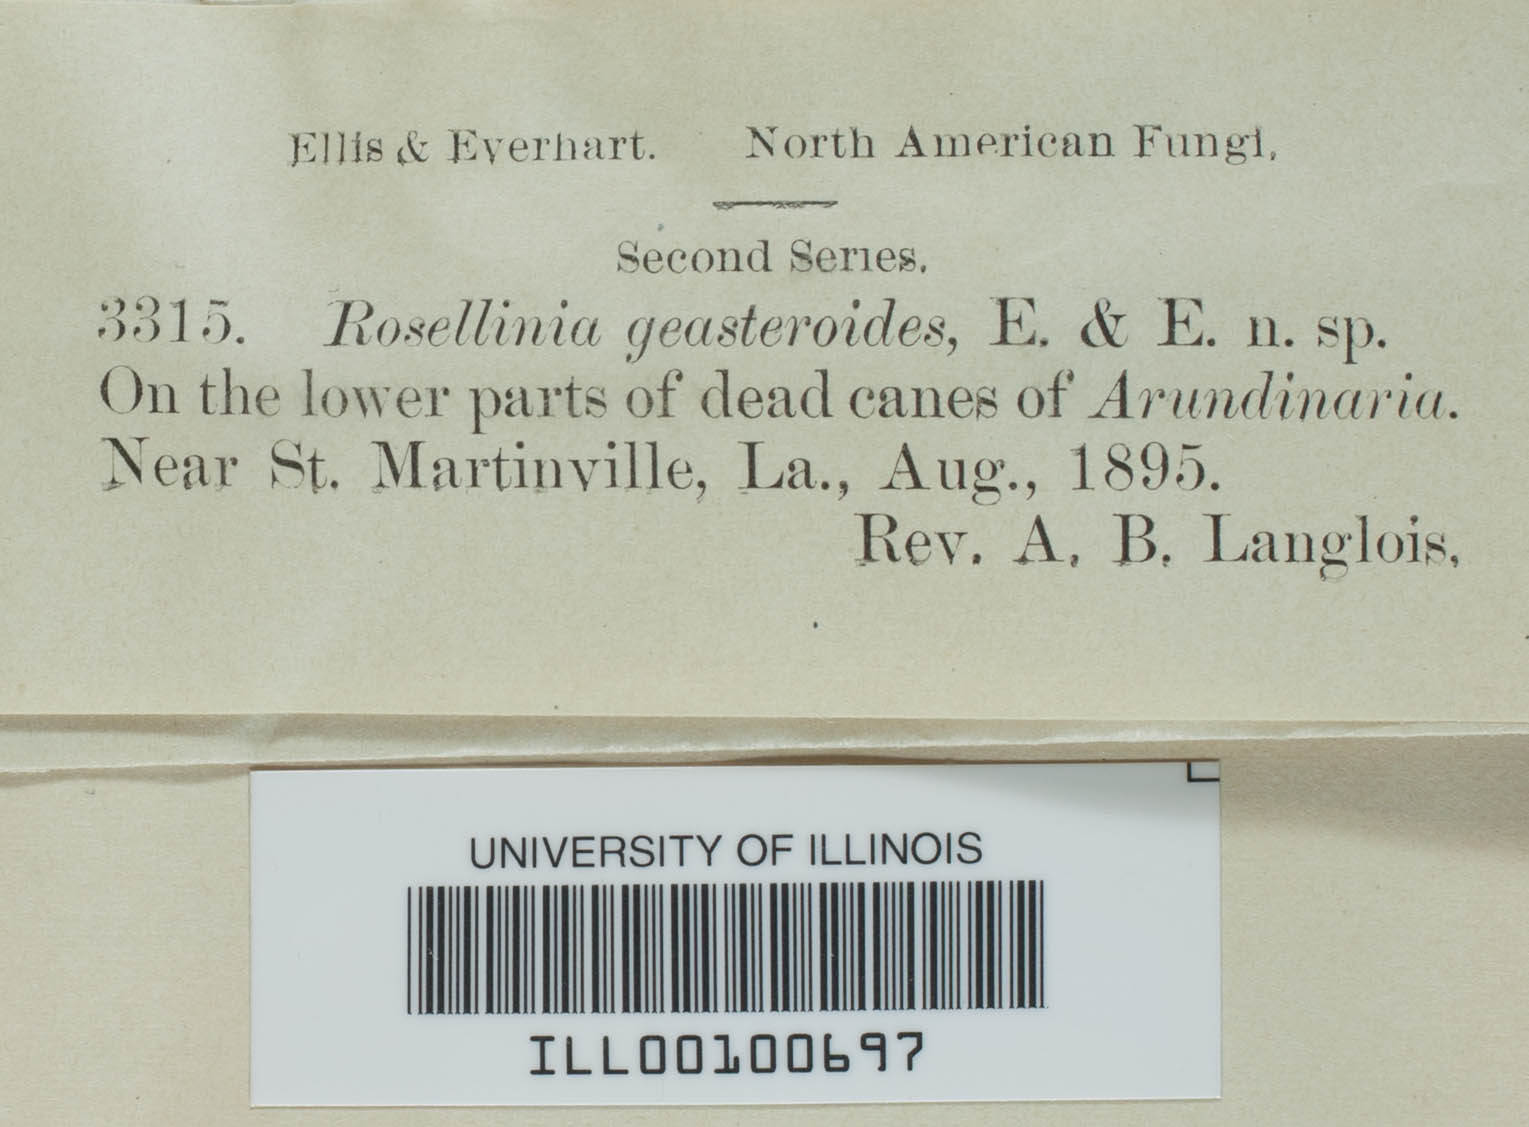 Ellis & Everhart. North American Fungi.
Second Series.
3315. Rosellinia geasteroides, E. & E. n. sp.
On the lower parts of dead canes of Arundinaria.
Near St. Martinville, La., Aug., 1895.
Rev. A. B. Langlois.
UNIVERSITY OF ILLINOIS
ILL00100697